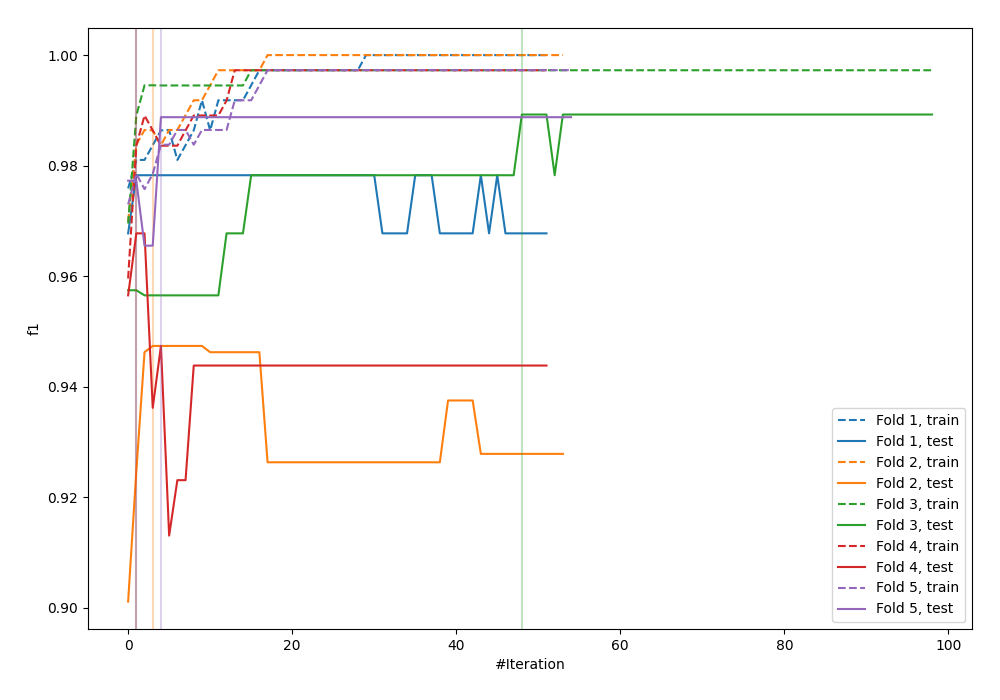 1.00
0.98
0.96
0.94
0.92
0.90
f1
0
20
40
60
80
100
#Iteration
Fold 1, train
Fold 1, test
Fold 2, train
Fold 2, test
Fold 3, train
Fold 3, test
Fold 4, train
Fold 4, test
Fold 5, train
Fold 5, test